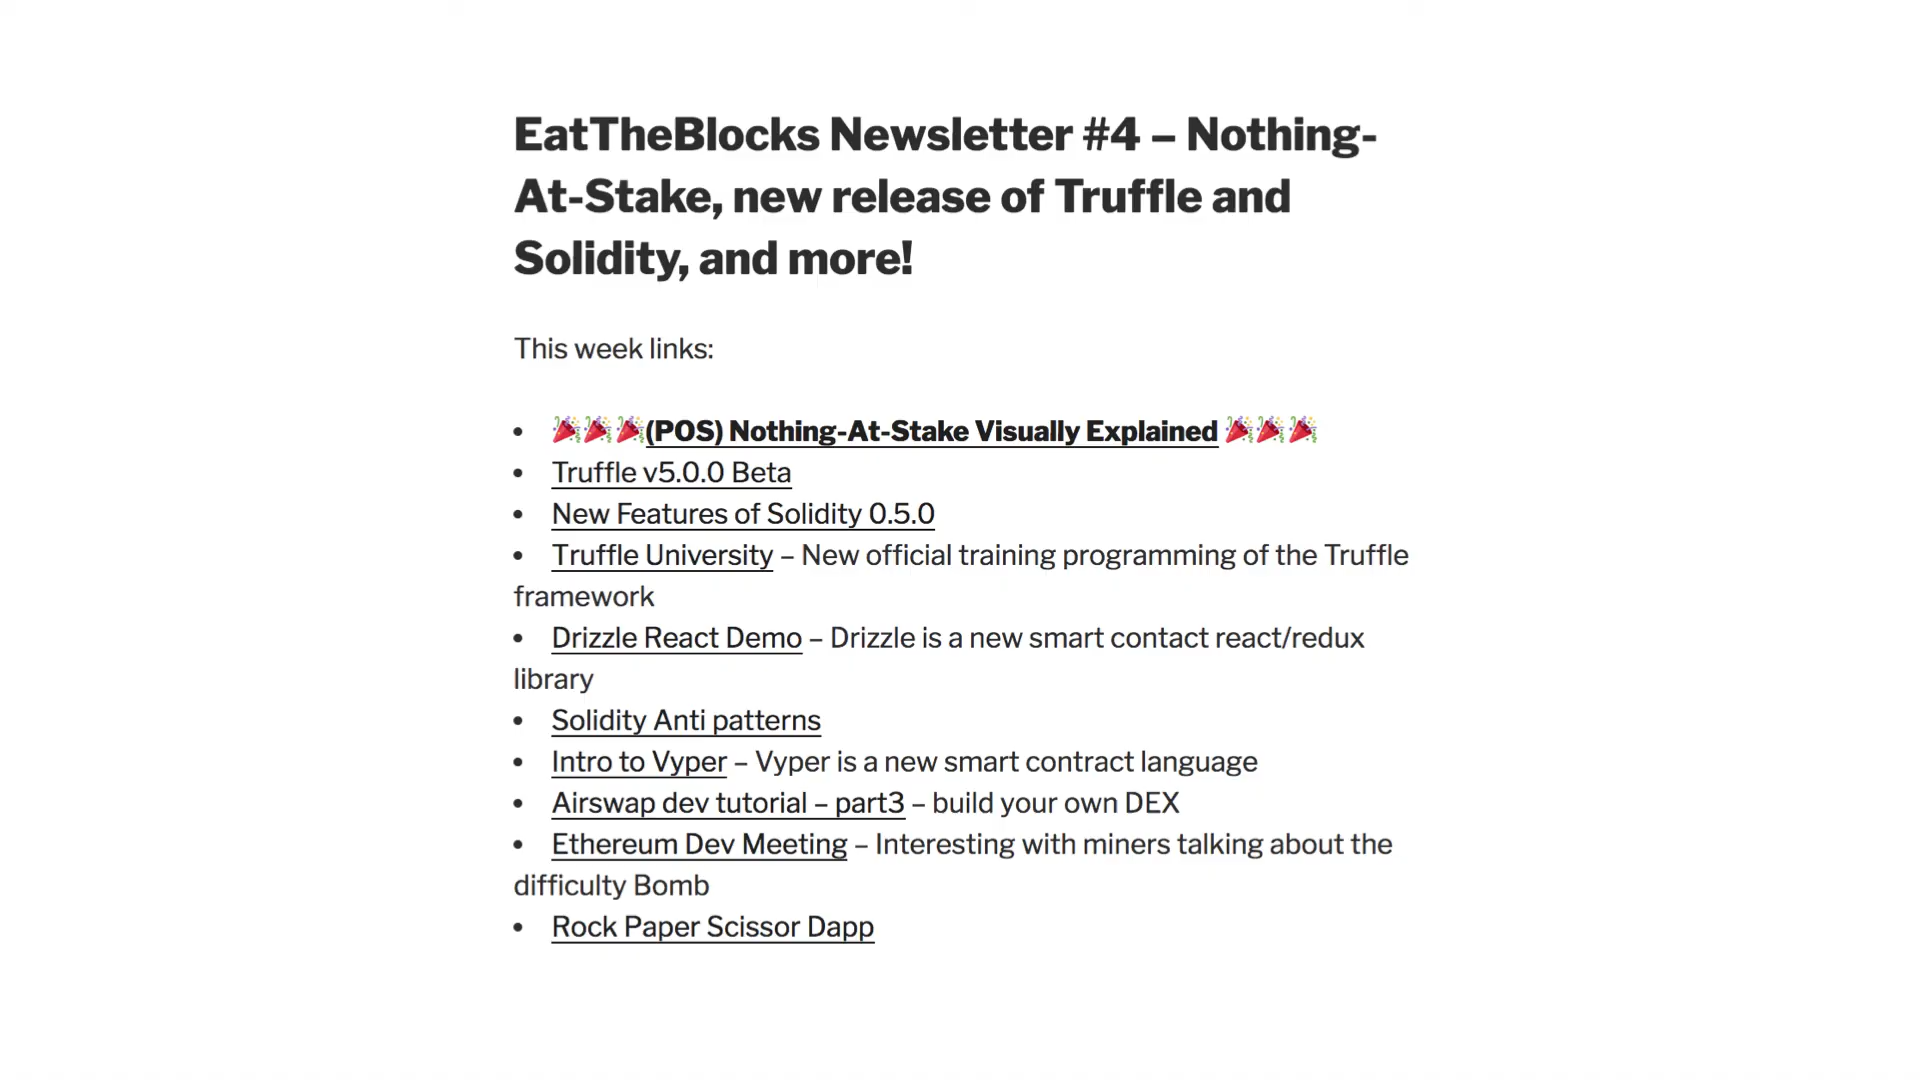 EatTheBlocks Newsletter #4 – Nothing-
At-Stake, new release of Truffle and
Solidity, and more!
This week links:
• 🎉🎉🎉(POS) Nothing-At-Stake Visually Explained 🎉🎉🎉
• Truffle v5.0.0 Beta
• New Features of Solidity 0.5.0
• Truffle University – New official training programming of the Truffle
framework
• Drizzle React Demo – Drizzle is a new smart contact react/redux
library
• Solidity Anti patterns
• Intro to Vyper – Vyper is a new smart contract language
• Airswap dev tutorial – part3 – build your own DEX
• Ethereum Dev Meeting – Interesting with miners talking about the
difficulty Bomb
• Rock Paper Scissor Dapp